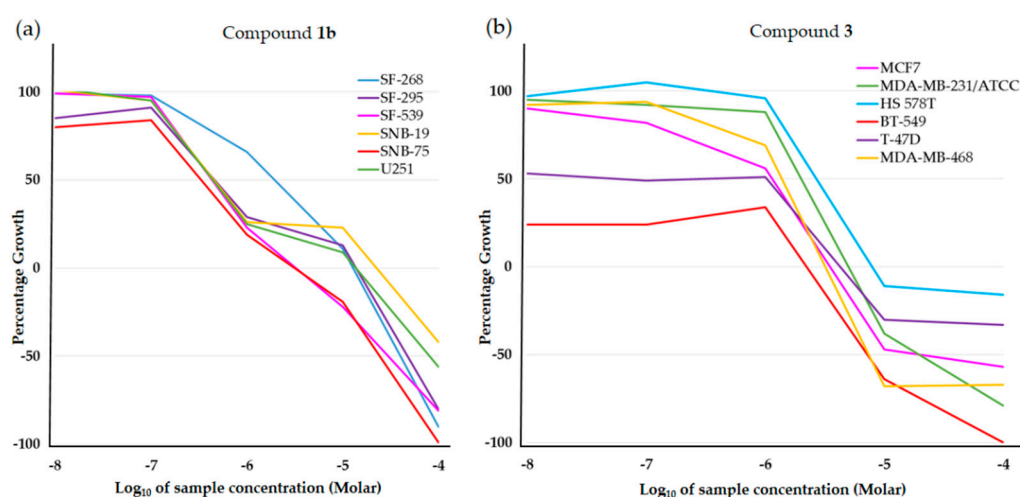 (a)
Compound 1b
100
50
0
-50
-100
Percentage Growth
SF-268
SF-295
SF-539
SNB-19
SNB-75
U251
-8 -7 -6 -5 -4
Log₁₀ of sample concentration (Molar)
(b)
Compound 3
100
50
0
-50
-100
Percentage Growth
MCF7
MDA-MB-231/ATCC
HS 578T
BT-549
T-47D
MDA-MB-468
-8 -7 -6 -5 -4
Log₁₀ of sample concentration (Molar)